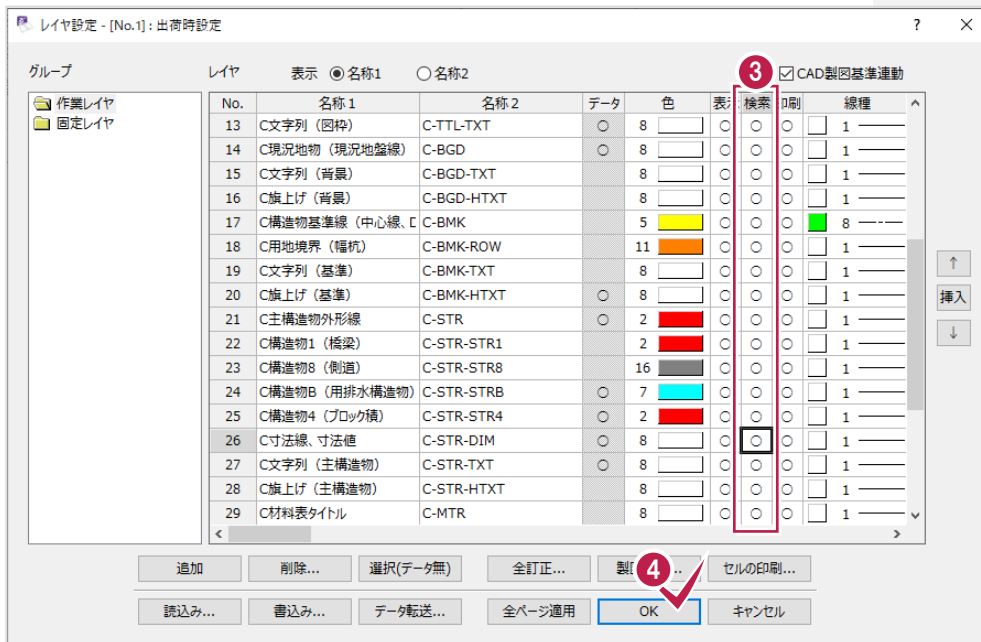 レイヤ設定 - [No.1] : 出荷時設定 ? ×
グループ レイヤ 表示 名称1 名称2 3 CAD製図基準連動
作業レイヤ
固定レイヤ
No. 名称 1 名称 2 データ 色 表示 検索 印刷 線種
13 C文字列（図枠） C-TTL-TXT ○ 8 ○ ○ ○ 1
14 C現況地物（現況地盤線） C-BGD ○ 8 ○ ○ ○ 1
15 C文字列（背景） C-BGD-TXT 8 ○ ○ ○ 1
16 C旗上げ（背景） C-BGD-HTXT 8 ○ ○ ○ 1
17 C構造物基準線（中心線、 C-BMK 5 ○ ○ ○ 8
18 C用地境界（幅杭） C-BMK-ROW 11 ○ ○ ○ 1
19 C文字列（基準） C-BMK-TXT 8 ○ ○ ○ 1
20 C旗上げ（基準） C-BMK-HTXT ○ 8 ○ ○ ○ 1
21 C主構造物外形線 C-STR ○ 2 ○ ○ ○ 1
22 C構造物1（橋梁） C-STR-STR1 2 ○ ○ ○ 1
23 C構造物8（側道） C-STR-STR8 16 ○ ○ ○ 1
24 C構造物B（用排水構造物） C-STR-STRB ○ 7 ○ ○ ○ 1
25 C構造物4（ブロック積） C-STR-STR4 ○ 2 ○ ○ ○ 1
26 C寸法線、寸法値 C-STR-DIM ○ 8 ○ ○ ○ 1
27 C文字列（主構造物） C-STR-TXT ○ 8 ○ ○ ○ 1
28 C旗上げ（主構造物） C-STR-HTXT 8 ○ ○ ○ 1
29 C材料表タイトル C-MTR 8 ○ ○ ○ 1
↑
挿入
↓
追加 削除... 選択(データ無) 全訂正... 製 4 .. セルの印刷...
読込み... 書込み... データ転送... 全ページ適用 OK キャンセル